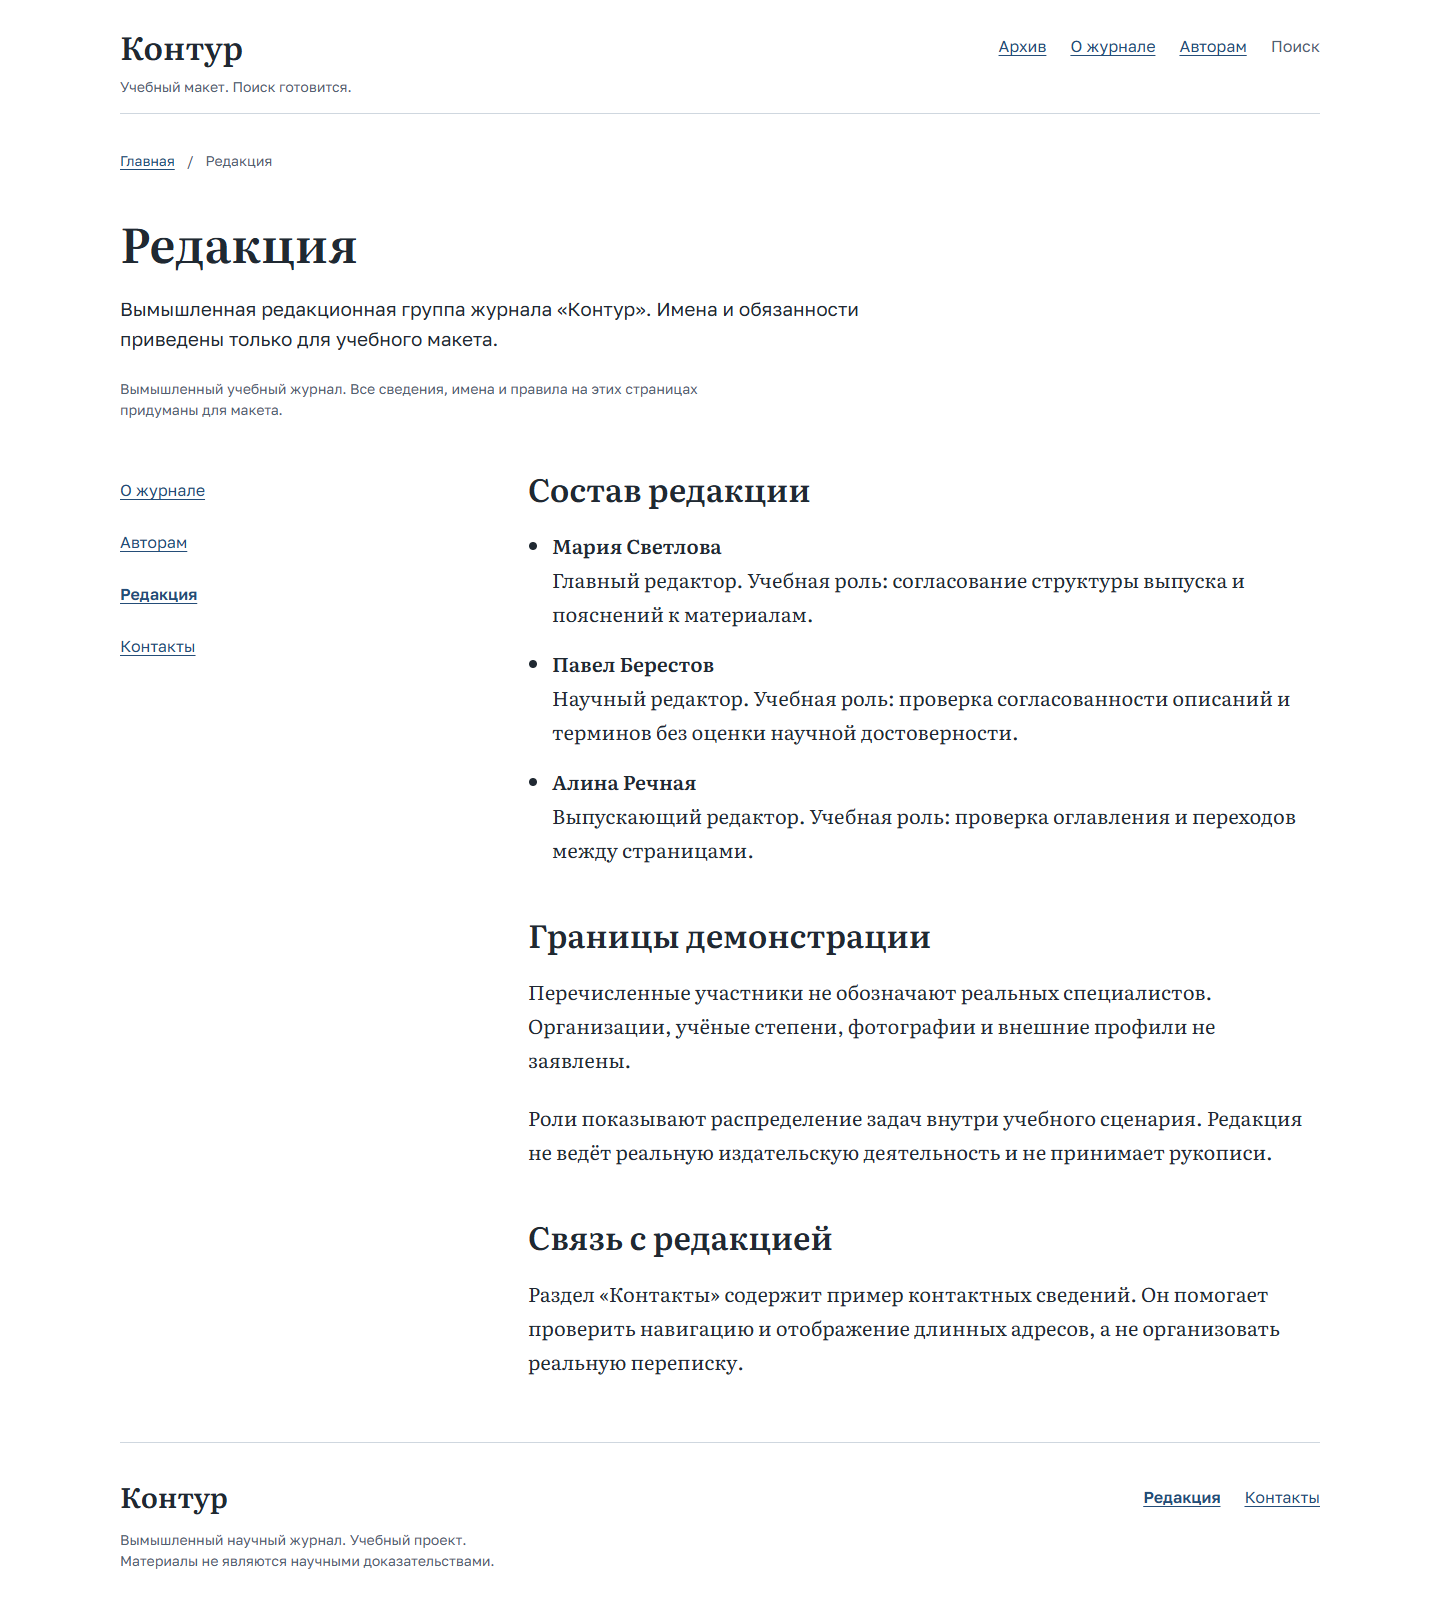 Контур
Архив О журнале Авторам Поиск
Учебный макет. Поиск готовится.
Главная / Редакция
Редакция
Вымышленная редакционная группа журнала «Контур». Имена и обязанности
приведены только для учебного макета.
Вымышленный учебный журнал. Все сведения, имена и правила на этих страницах
придуманы для макета.
О журнале
Авторам
Редакция
Контакты
Состав редакции
Мария Светлова
Главный редактор. Учебная роль: согласование структуры выпуска и
пояснений к материалам.
Павел Берестов
Научный редактор. Учебная роль: проверка согласованности описаний и
терминов без оценки научной достоверности.
Алина Речная
Выпускающий редактор. Учебная роль: проверка оглавления и переходов
между страницами.
Границы демонстрации
Перечисленные участники не обозначают реальных специалистов.
Организации, учёные степени, фотографии и внешние профили не
заявлены.
Роли показывают распределение задач внутри учебного сценария. Редакция
не ведёт реальную издательскую деятельность и не принимает рукописи.
Связь с редакцией
Раздел «Контакты» содержит пример контактных сведений. Он помогает
проверить навигацию и отображение длинных адресов, а не организовать
реальную переписку.
Контур
Редакция Контакты
Вымышленный научный журнал. Учебный проект.
Материалы не являются научными доказательствами.